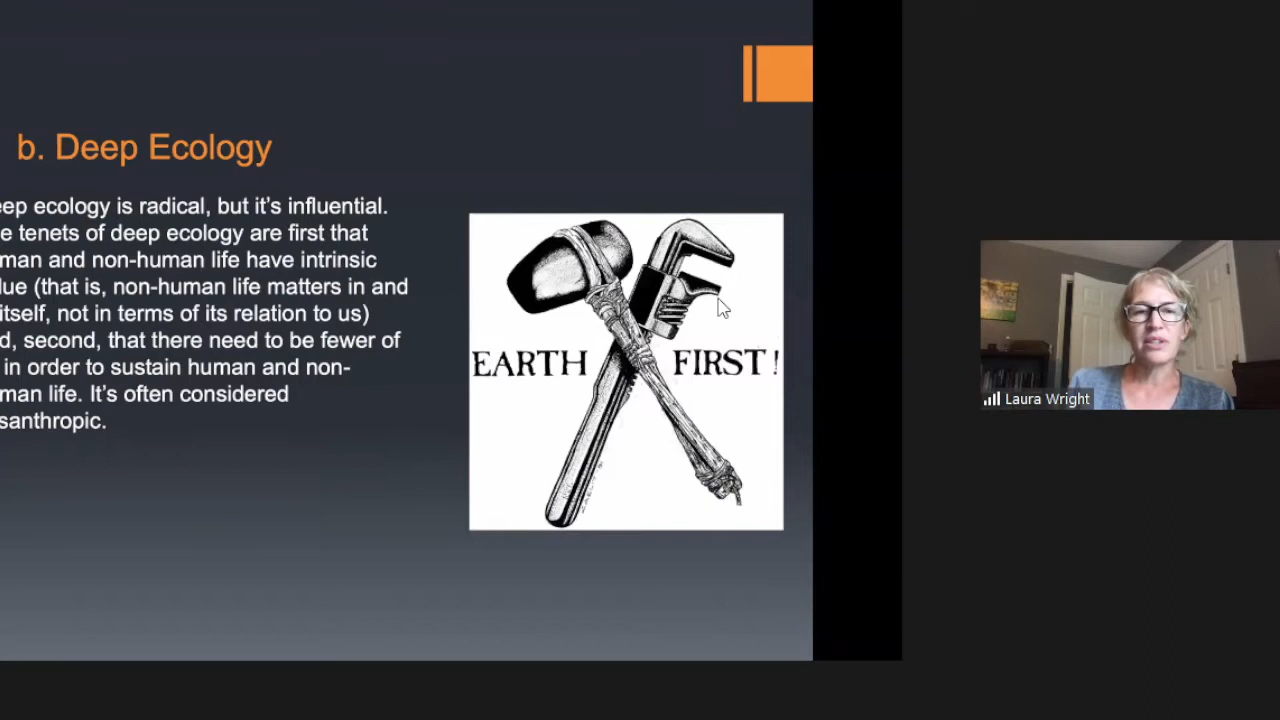 b. Deep Ecology
eep ecology is radical, but it's influential.
e tenets of deep ecology are first that
man and non-human life have intrinsic
lue (that is, non-human life matters in and
itself, not in terms of its relation to us)
d, second, that there need to be fewer of
in order to sustain human and non-
man life. It's often considered
santhropic.
EARTH FIRST!
Laura Wright